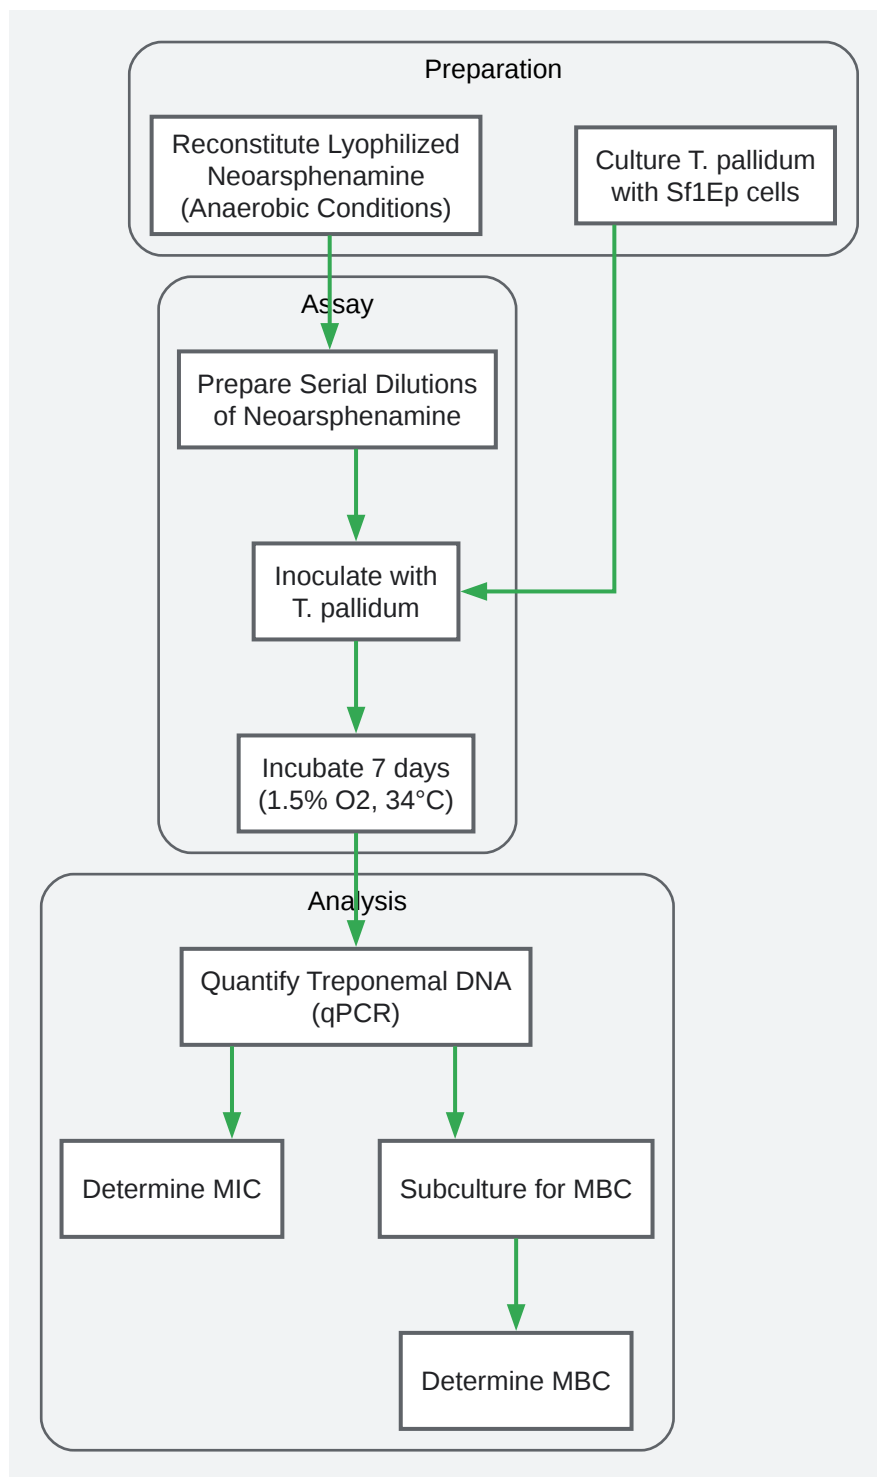 Preparation
Reconstitute Lyophilized
Neoarsphenamine
(Anaerobic Conditions)
Culture T. pallidum
with Sf1Ep cells
Assay
Prepare Serial Dilutions
of Neoarsphenamine
Inoculate with
T. pallidum
Incubate 7 days
(1.5% O2, 34°C)
Analysis
Quantify Treponemal DNA
(qPCR)
Determine MIC
Subculture for MBC
Determine MBC